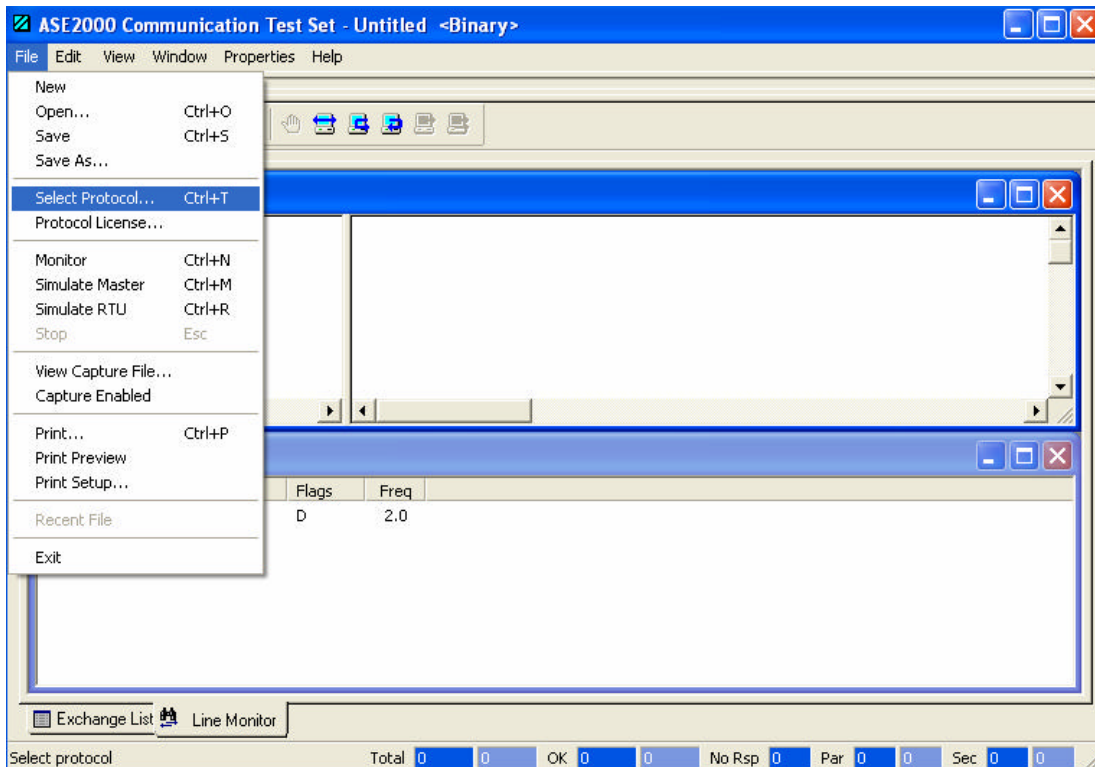 ASE2000 Communication Test Set - Untitled <Binary>
File Edit View Window Properties Help
New
Open... Ctrl+O
Save Ctrl+S
Save As...
Select Protocol... Ctrl+T
Protocol License...
Monitor Ctrl+N
Simulate Master Ctrl+M
Simulate RTU Ctrl+R
Stop Esc
View Capture File...
Capture Enabled
Print... Ctrl+P
Print Preview
Print Setup...
Recent File
Exit
Flags Freq
D 2.0
Exchange List Line Monitor
Select protocol Total 0 0 OK 0 0 No Rsp 0 Par 0 0 Sec 0 0